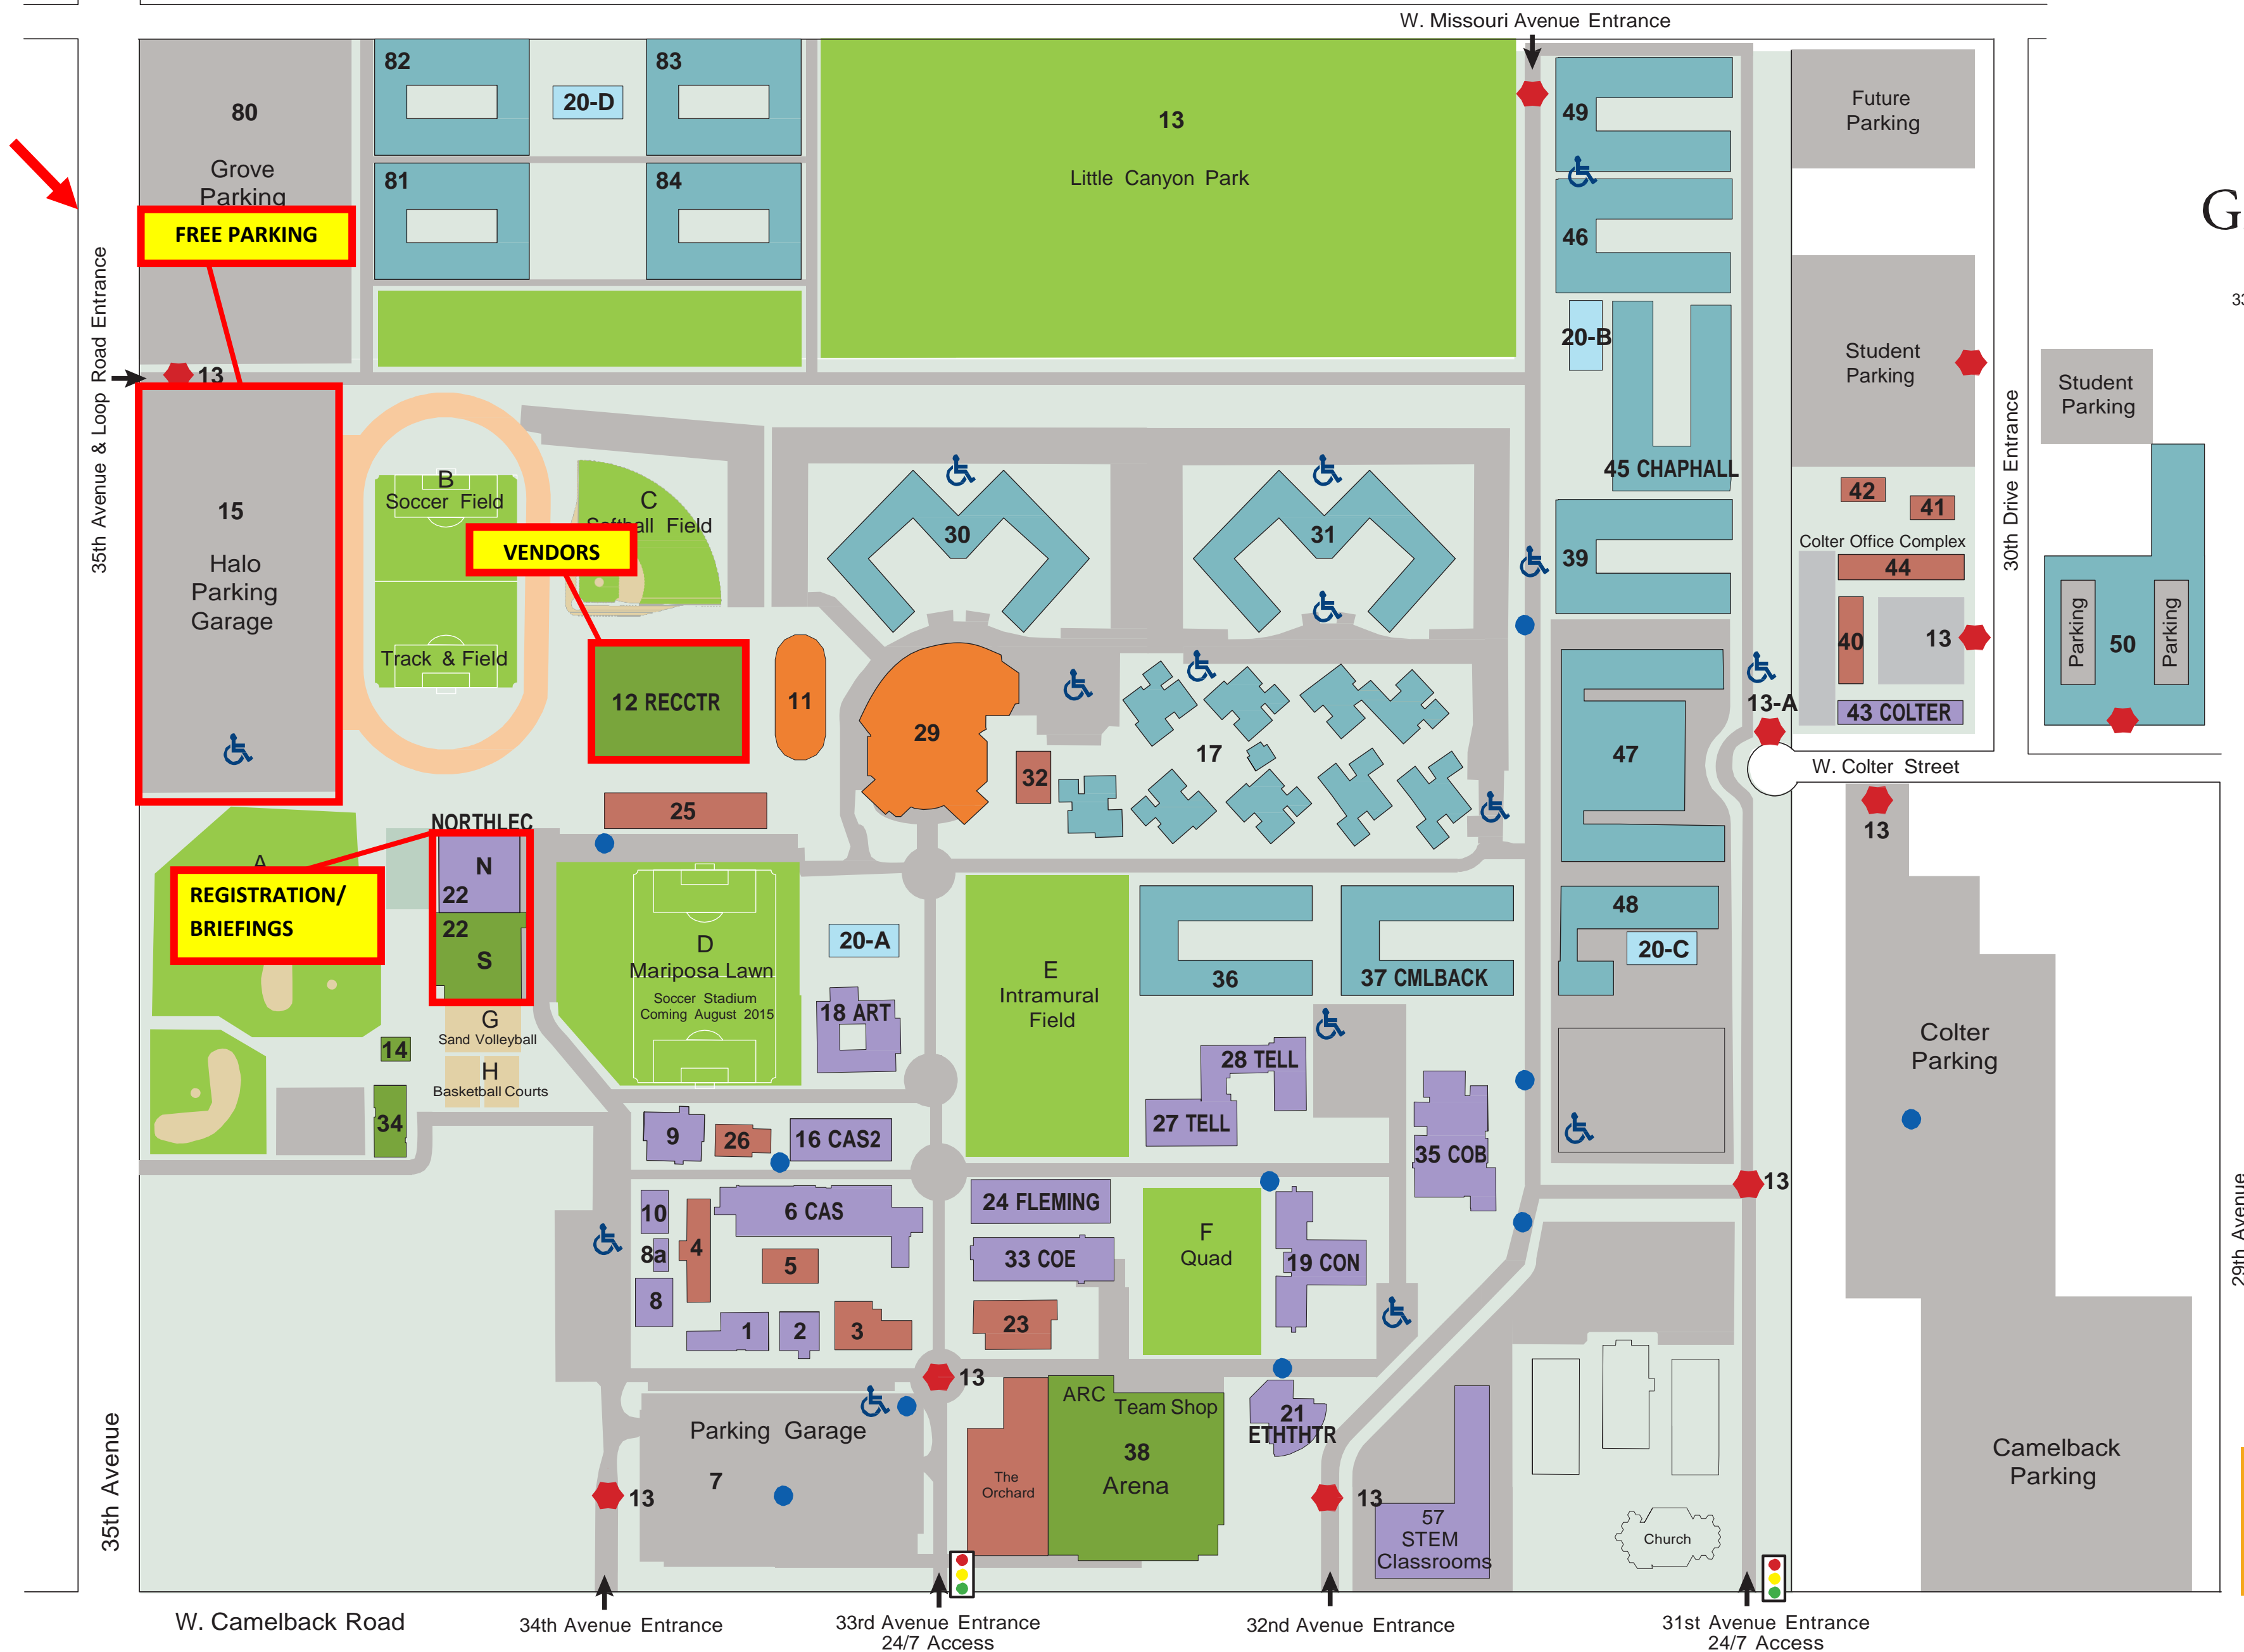 W. Missouri Avenue Entrance
82
83
20-D
81
84
80
Grove
Parking
FREE PARKING
13
Little Canyon Park
49
46
20-B
45 CHAPHALL
39
Future
Parking
G
33
Student
Parking
Student
Parking
35th Avenue & Loop Road Entrance
13
15
Halo
Parking
Garage
B
Soccer Field
Track & Field
C
Softball Field
VENDORS
12 RECCTR
11
30
31
29
32
17
42
41
Colter Office Complex
44
40
13
43 COLTER
30th Drive Entrance
Parking
50
Parking
13-A
47
W. Colter Street
13
25
NORTHLEC
N
22
22
S
A
REGISTRATION/
BRIEFINGS
G
Sand Volleyball
H
Basketball Courts
14
34
D
Mariposa Lawn
Soccer Stadium
Coming August 2015
20-A
18 ART
E
Intramural
Field
36
37 CMLBACK
48
20-C
28 TELL
27 TELL
35 COB
Colter
Parking
9
26
16 CAS2
13
10
8a
8
4
6 CAS
5
1
2
3
24 FLEMING
33 COE
23
F
Quad
19 CON
29th Avenue
13
Parking Garage
7
13
ARC
Team Shop
38
Arena
The
Orchard
21
ETHTHTR
13
57
STEM
Classrooms
Church
Camelback
Parking
35th Avenue
W. Camelback Road
34th Avenue Entrance
33rd Avenue Entrance
24/7 Access
32nd Avenue Entrance
31st Avenue Entrance
24/7 Access